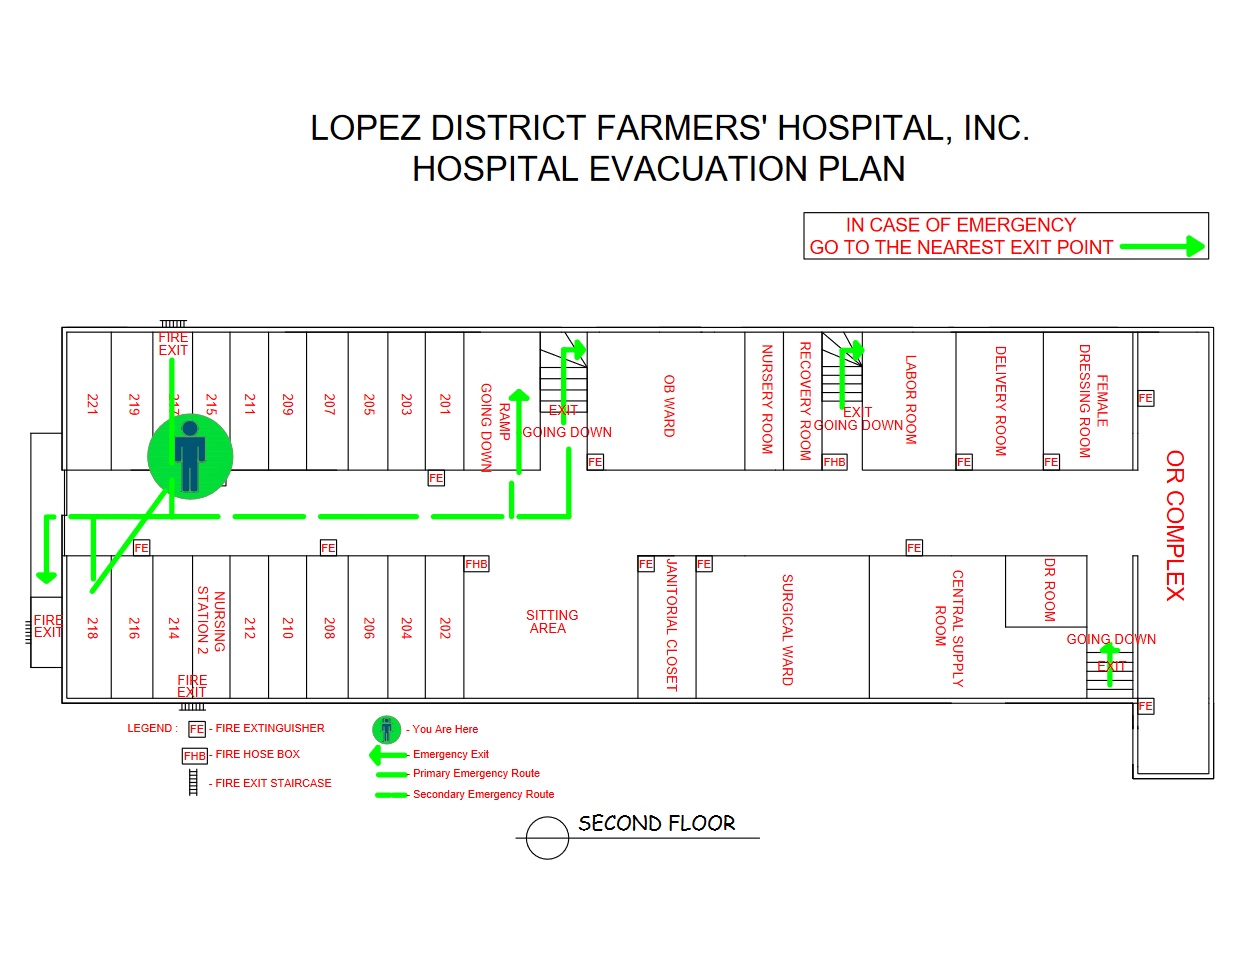 LOPEZ DISTRICT FARMERS' HOSPITAL, INC.
HOSPITAL EVACUATION PLAN
IN CASE OF EMERGENCY
GO TO THE NEAREST EXIT POINT
FIRE
EXIT
221
219
217
215
211
209
207
205
203
201
RAMP
GOING DOWN
EXIT
GOING DOWN
OB WARD
NURSERY ROOM
RECOVERY ROOM
EXIT
GOING DOWN
LABOR ROOM
DELIVERY ROOM
FEMALE
DRESSING ROOM
FE
FE
FE
FHB
FE
FE
OR COMPLEX
FE
FE
FE
FHB
FE
FE
FIRE
EXIT
218
216
214
NURSING
STATION 2
212
210
208
206
204
202
SITTING
AREA
JANITORIAL CLOSET
SURGICAL WARD
CENTRAL SUPPLY
ROOM
DR ROOM
GOING DOWN
EXIT
FIRE
EXIT
FE
LEGEND :
FE - FIRE EXTINGUISHER
FHB - FIRE HOSE BOX
- FIRE EXIT STAIRCASE
- You Are Here
- Emergency Exit
- Primary Emergency Route
- Secondary Emergency Route
SECOND FLOOR